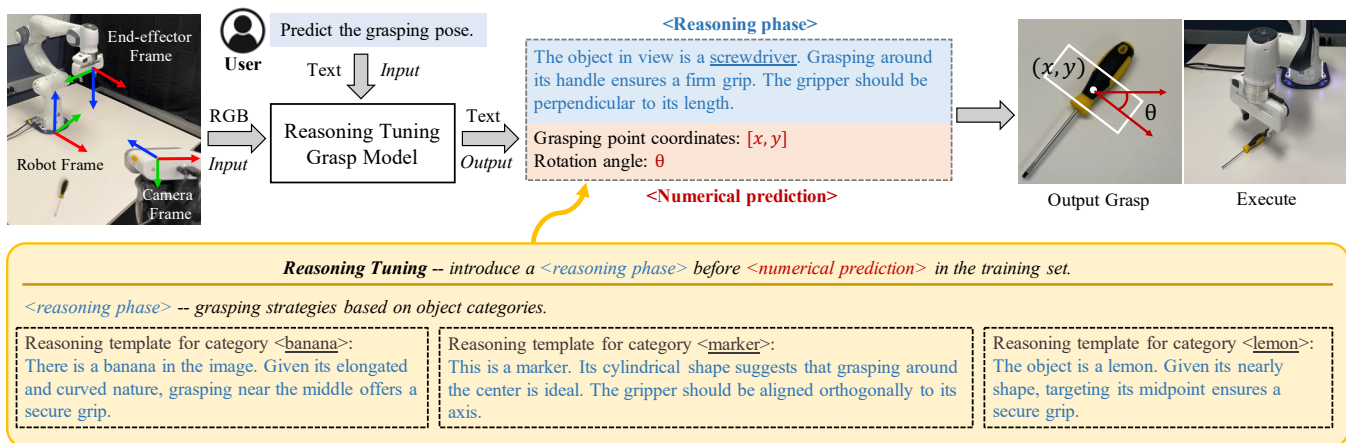 End-effector
Frame
Robot Frame
Camera
Frame
User
Predict the grasping pose.
Text
Input
RGB
Input
Reasoning Tuning
Grasp Model
Text
Output
<Reasoning phase>
The object in view is a screwdriver. Grasping around
its handle ensures a firm grip. The gripper should be
perpendicular to its length.
Grasping point coordinates: [x, y]
Rotation angle: θ
<Numerical prediction>
(x, y)
θ
Output Grasp
Execute
Reasoning Tuning -- introduce a <reasoning phase> before <numerical prediction> in the training set.
<reasoning phase> -- grasping strategies based on object categories.
Reasoning template for category <banana>:
There is a banana in the image. Given its elongated
and curved nature, grasping near the middle offers a
secure grip.
Reasoning template for category <marker>:
This is a marker. Its cylindrical shape suggests that grasping around
the center is ideal. The gripper should be aligned orthogonally to its
axis.
Reasoning template for category <lemon>:
The object is a lemon. Given its nearly
shape, targeting its midpoint ensures a
secure grip.